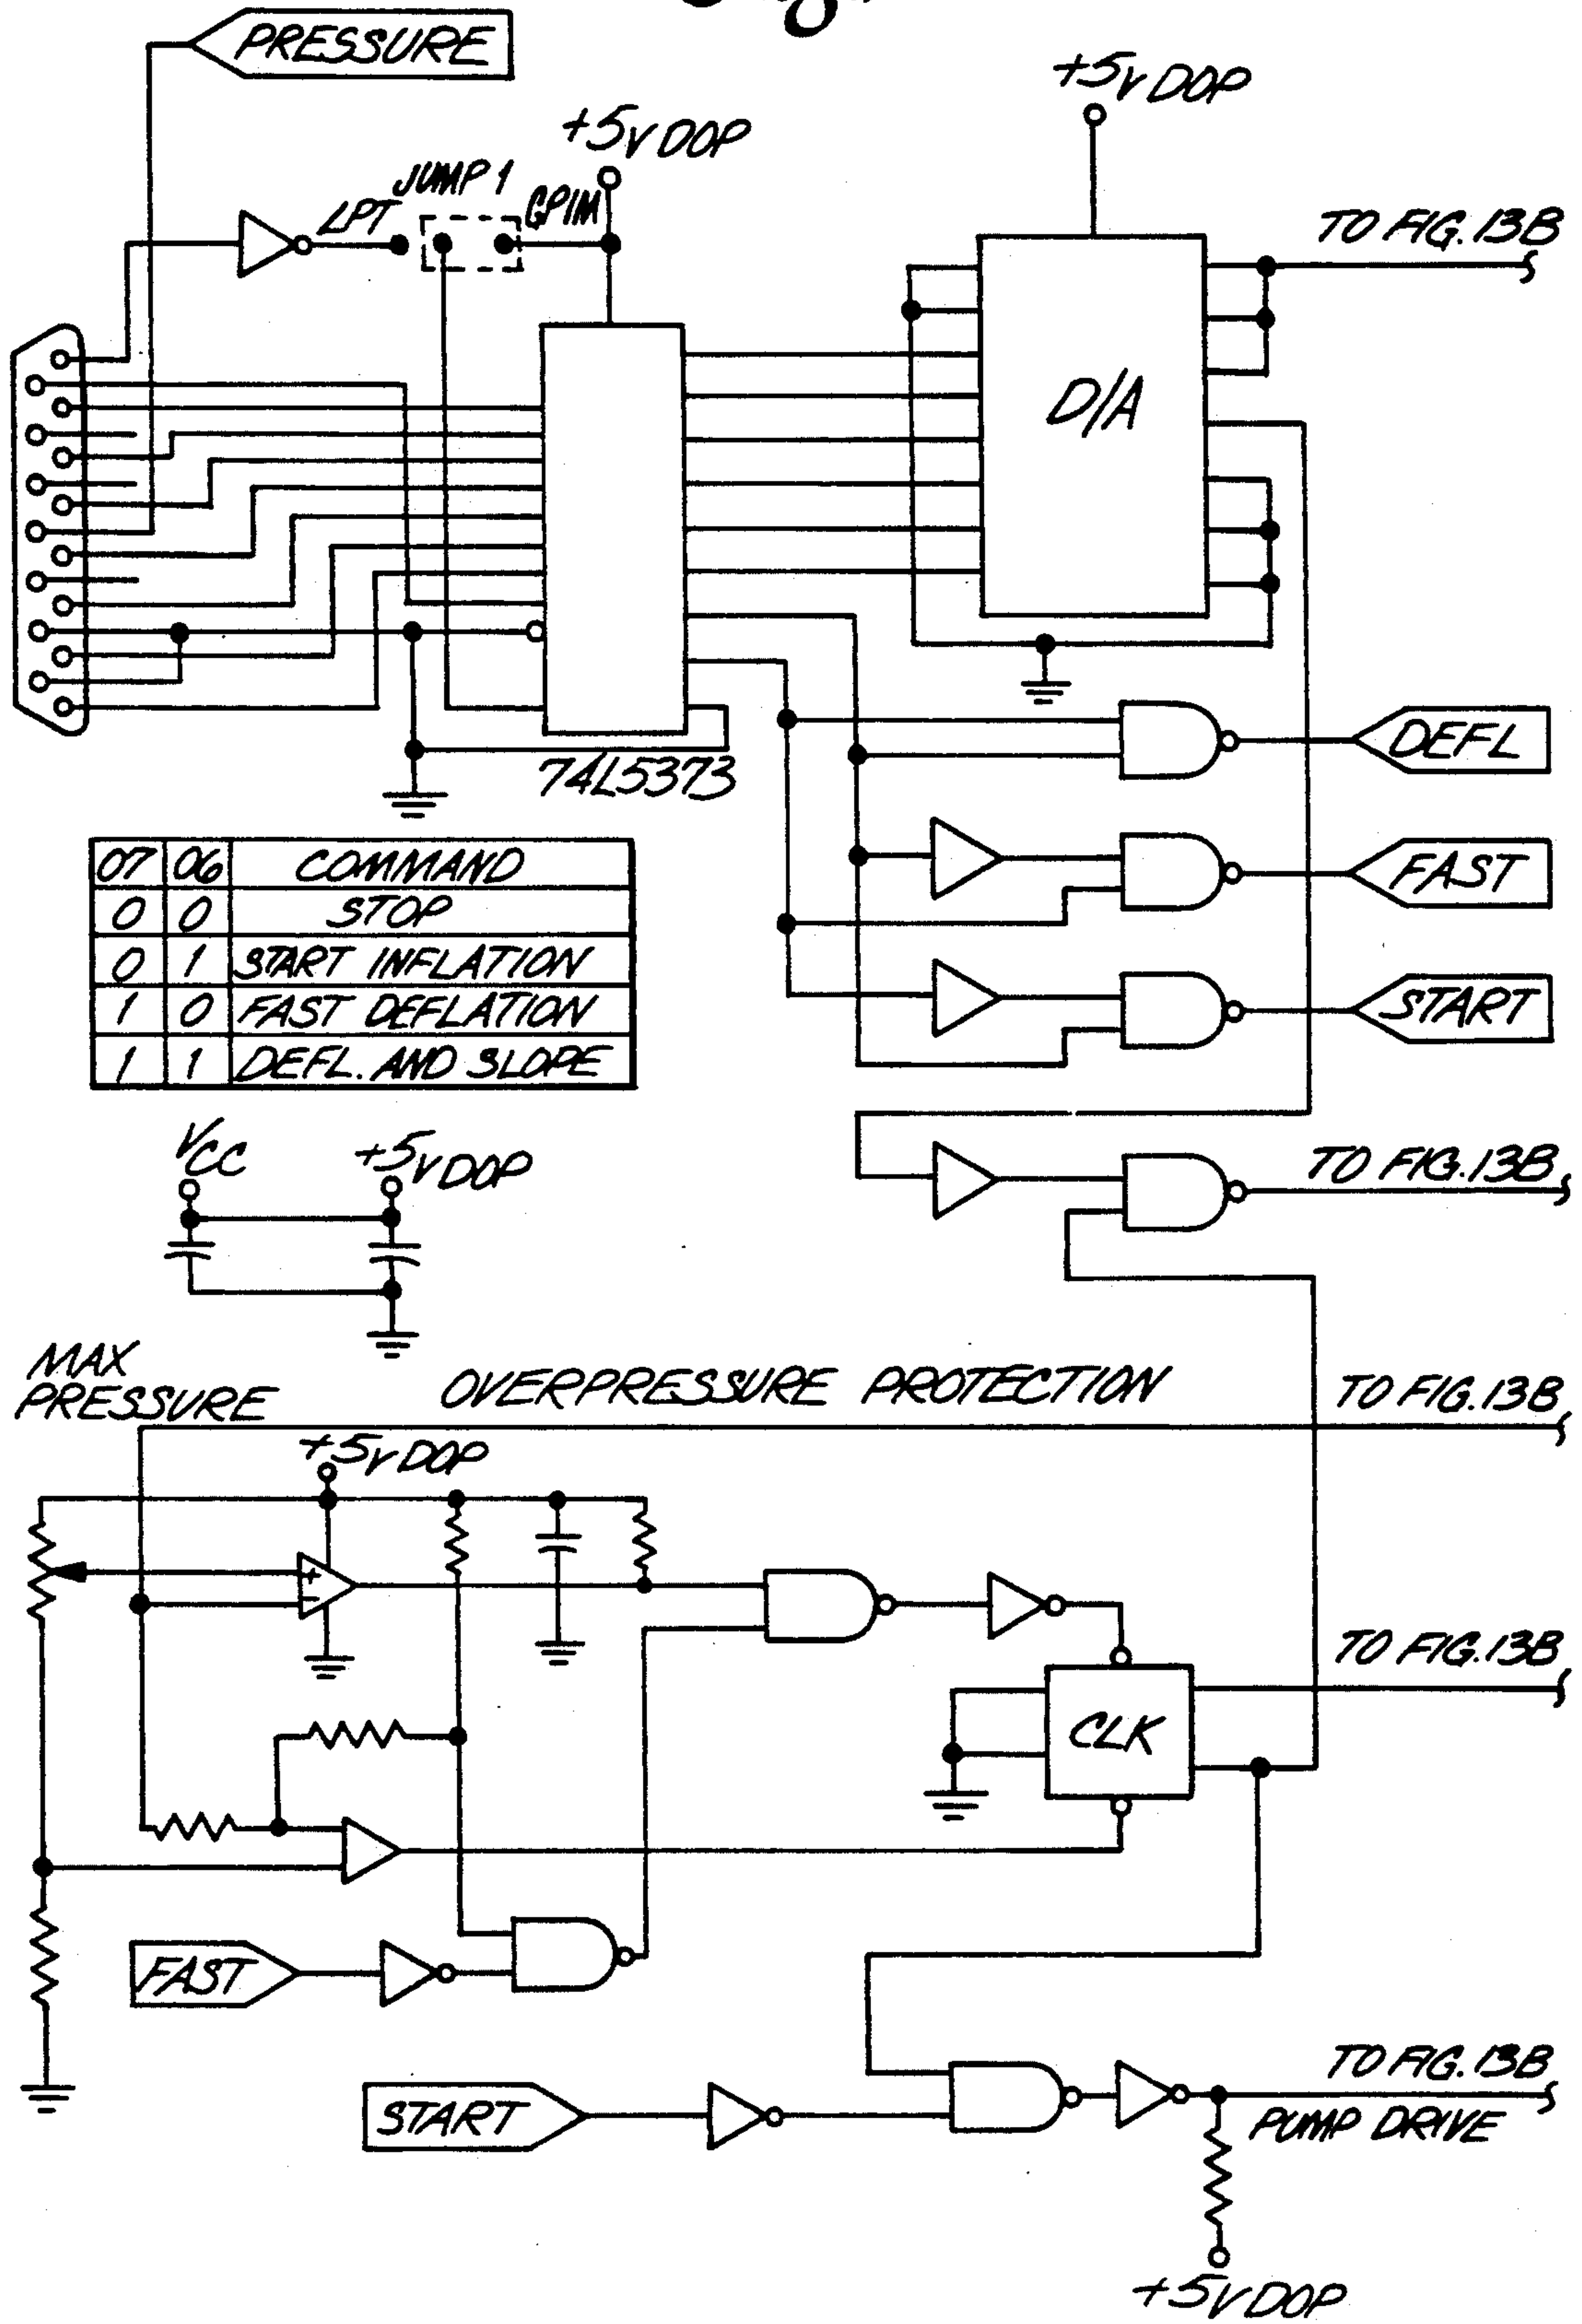 PRESSURE
+5V DOP
+5V DOP
JUMP 1
LPT
GPIM
TO FIG. 13B
D/A
74L5373
DEFL
FAST
START
07 06 COMMAND
0 0 STOP
0 1 START INFLATION
1 0 FAST DEFLATION
1 1 DEFL. AND SLOPE
VCC
+5V DOP
TO FIG. 13B
MAX
PRESSURE
OVERPRESSURE PROTECTION
TO FIG. 13B
+5V DOP
+
−
TO FIG. 13B
CLK
FAST
START
TO FIG. 13B
PUMP DRIVE
+5V DOP